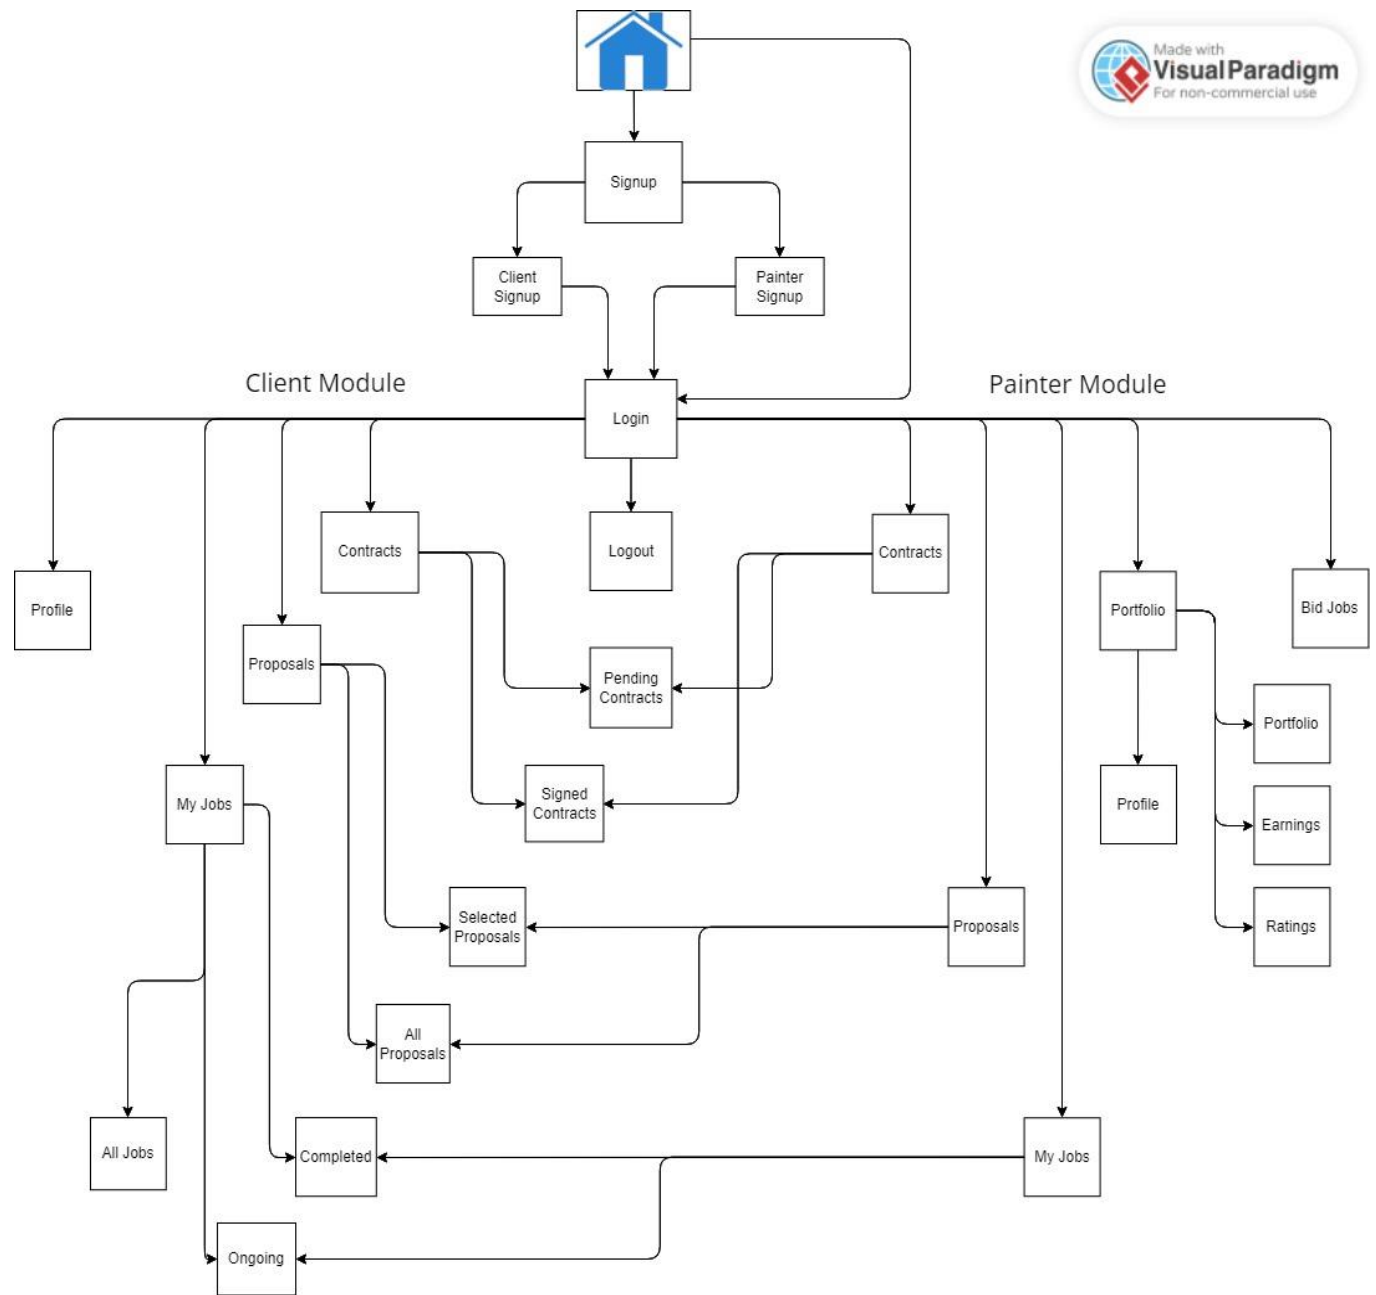 Made with
Visual Paradigm
For non-commercial use
Signup
Client
Signup
Painter
Signup
Client Module
Painter Module
Login
Contracts
Logout
Contracts
Profile
Portfolio
Bid Jobs
Proposals
Pending
Contracts
Portfolio
My Jobs
Signed
Contracts
Profile
Earnings
Selected
Proposals
Proposals
Ratings
All
Proposals
All Jobs
Completed
My Jobs
Ongoing